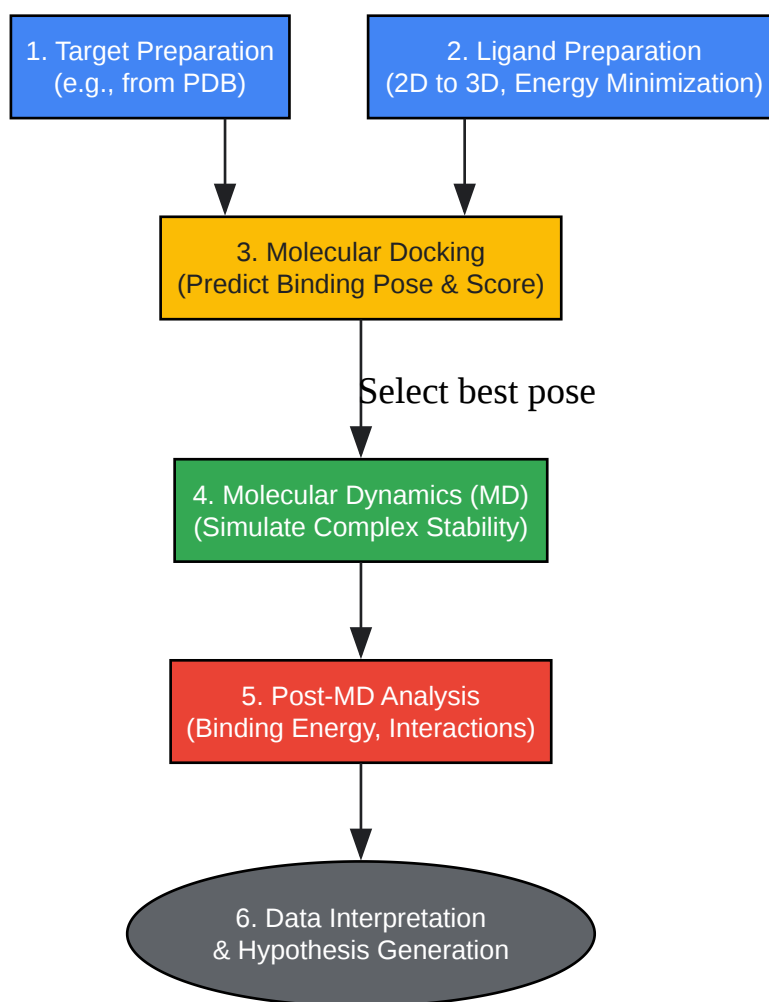 1. Target Preparation
(e.g., from PDB)
2. Ligand Preparation
(2D to 3D, Energy Minimization)
3. Molecular Docking
(Predict Binding Pose & Score)
Select best pose
4. Molecular Dynamics (MD)
(Simulate Complex Stability)
5. Post-MD Analysis
(Binding Energy, Interactions)
6. Data Interpretation
& Hypothesis Generation